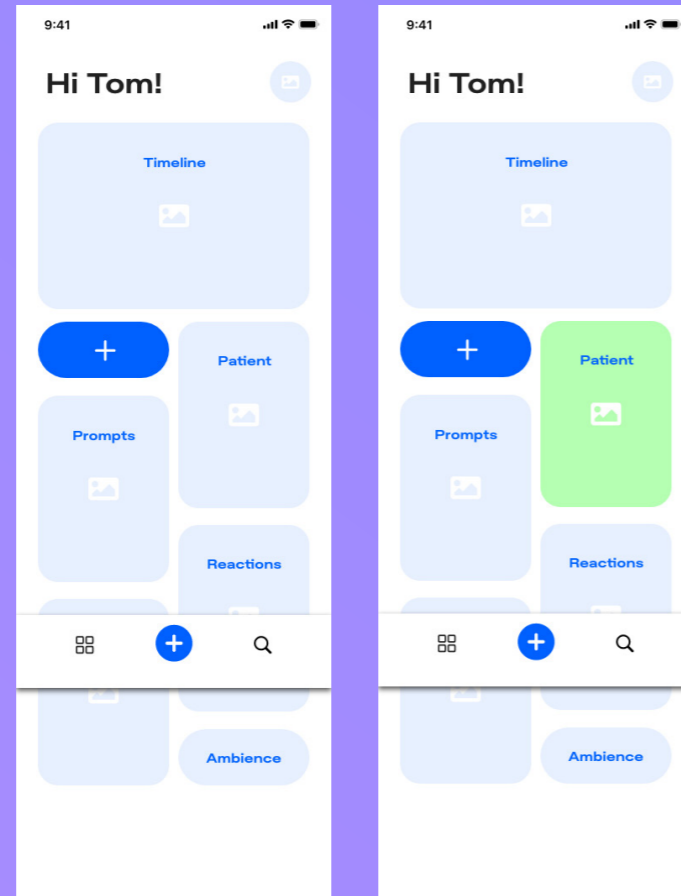 9:41
Hi Tom!
Timeline
Patient
Prompts
Reactions
Ambience
9:41
Hi Tom!
Timeline
Patient
Prompts
Reactions
Ambience